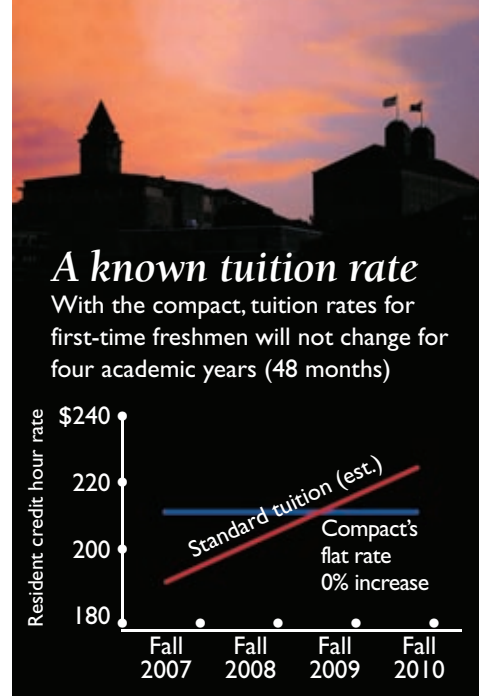 A known tuition rate
With the compact, tuition rates for
first-time freshmen will not change for
four academic years (48 months)
Resident credit hour rate
$240
220
200
180
Standard tuition (est.)
Compact's
flat rate
0% increase
Fall
2007
Fall
2008
Fall
2009
Fall
2010